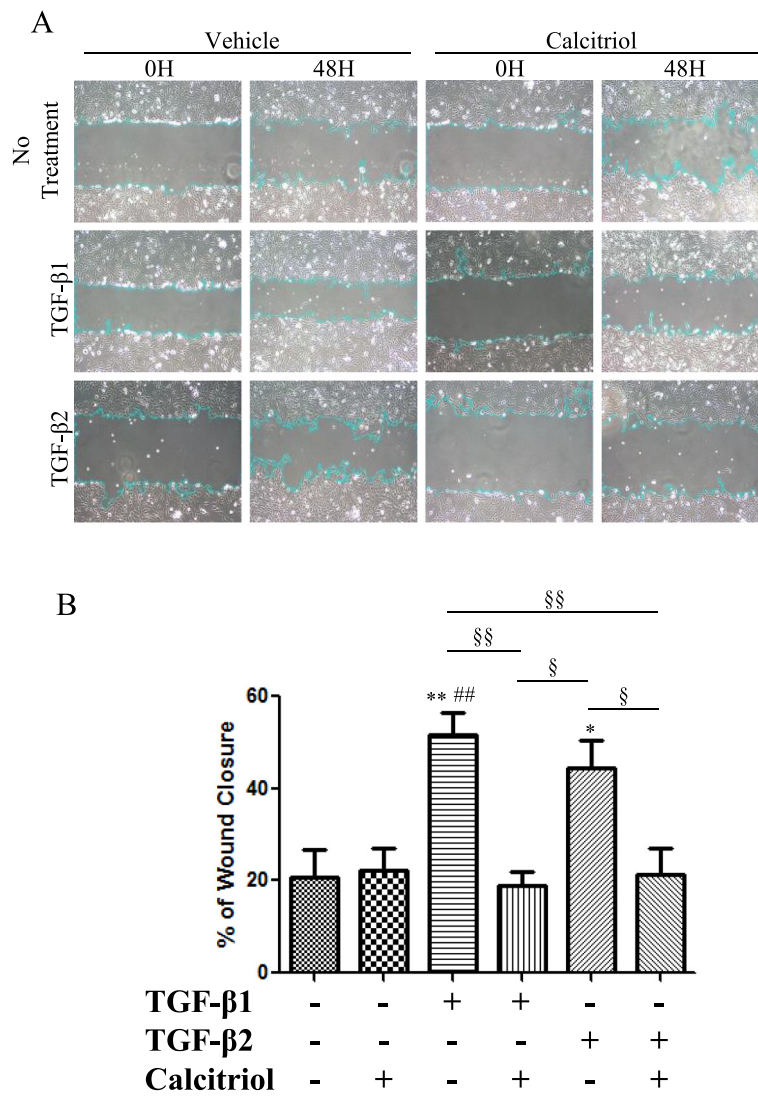 A
Vehicle Calcitriol
0H 48H 0H 48H
No
Treatment
TGF-β1
TGF-β2
B
§§
§§
§
§
** ##
*
60
40
20
0
% of Wound Closure
TGF-β1 - - + + - -
TGF-β2 - - - - + +
Calcitriol - + - + - +